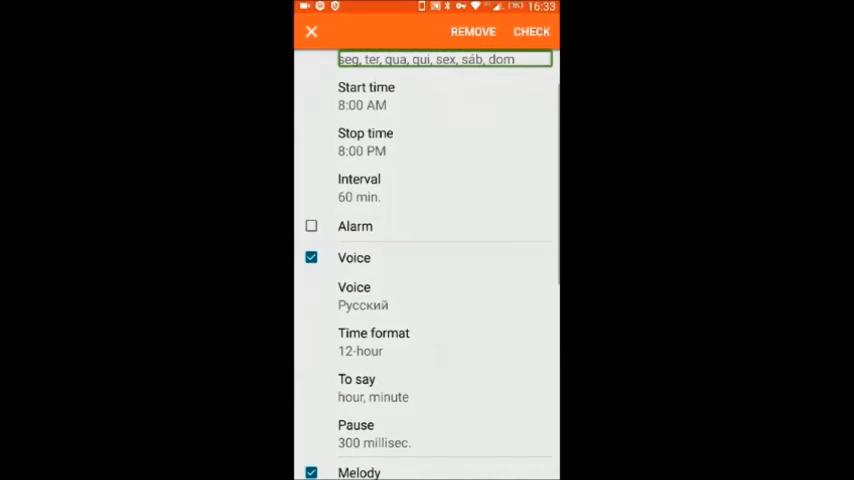 16:33
REMOVE CHECK
seg, ter, qua, qui, sex, sáb, dom
Start time
8:00 AM
Stop time
8:00 PM
Interval
60 min.
Alarm
Voice
Voice
Русский
Time format
12-hour
To say
hour, minute
Pause
300 millisec.
Melody